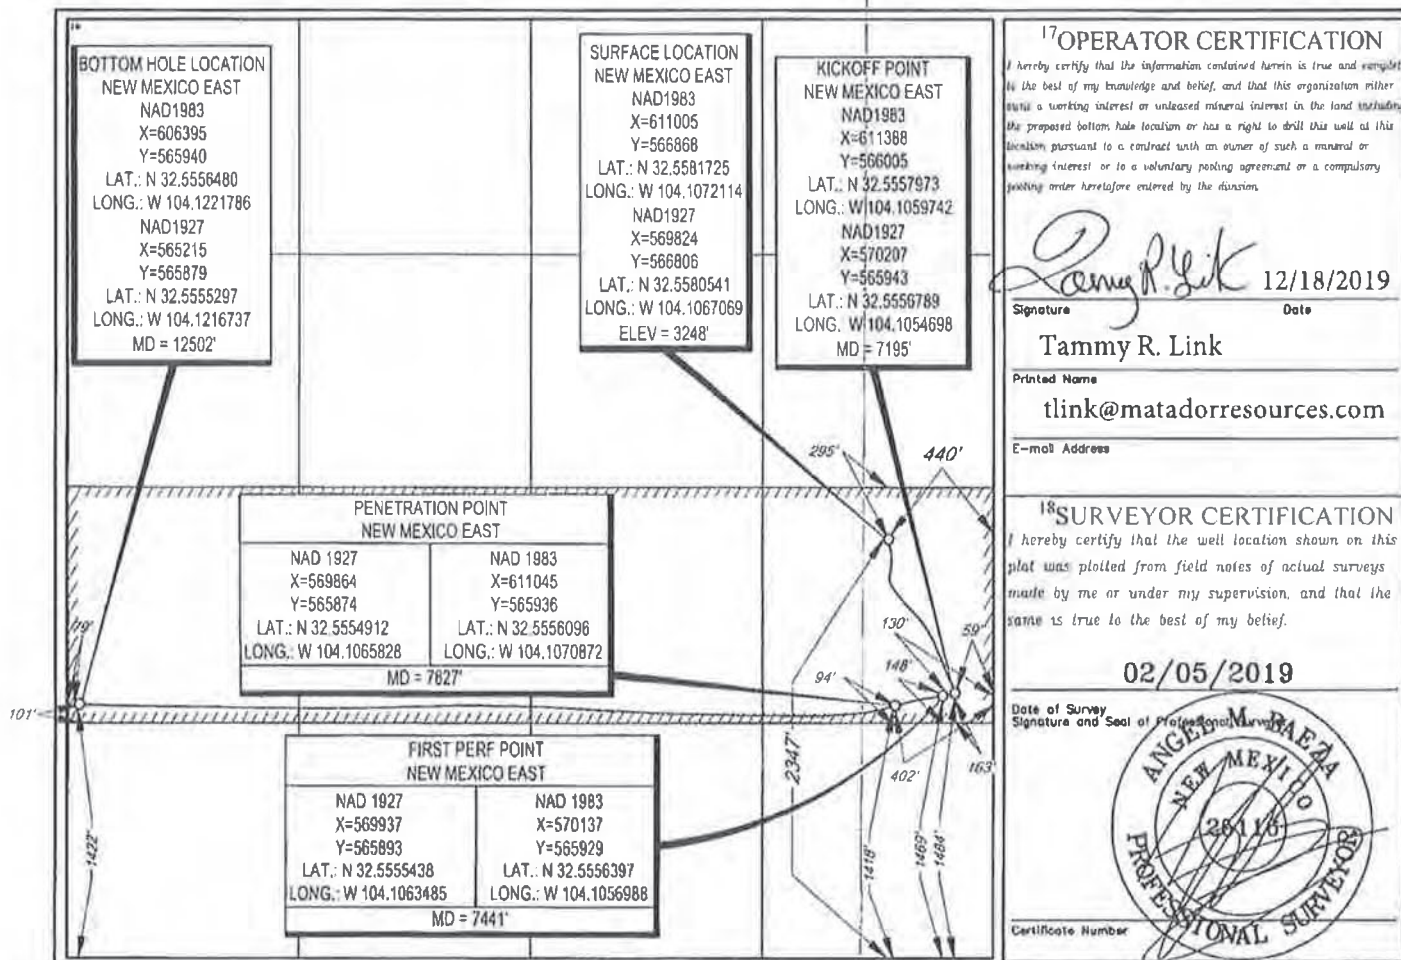 BOTTOM HOLE LOCATION
NEW MEXICO EAST
NAD1983
X=606395
Y=565940
LAT.: N 32.5556480
LONG.: W 104.1221786
NAD1927
X=565215
Y=565879
LAT.: N 32.5555297
LONG.: W 104.1216737
MD = 12502'
SURFACE LOCATION
NEW MEXICO EAST
NAD1983
X=611005
Y=566868
LAT.: N 32.5581725
LONG.: W 104.1072114
NAD1927
X=569824
Y=566806
LAT.: N 32.5580541
LONG.: W 104.1067069
ELEV = 3248'
KICKOFF POINT
NEW MEXICO EAST
NAD1983
X=611388
Y=566005
LAT.: N 32.5557973
LONG.: W 104.1059742
NAD1927
X=570207
Y=565943
LAT.: N 32.5556789
LONG. W 104.1054698
MD = 7195'
295'
440'
PENETRATION POINT
NEW MEXICO EAST
NAD 1927
X=569864
Y=565874
LAT.: N 32.5554912
LONG.: W 104.1065828
NAD 1983
X=611045
Y=565936
LAT.: N 32.5556096
LONG.: W 104.1070872
MD = 7627'
79'
101'
1422'
130'
59'
148'
94'
402'
163'
2347'
1418'
1469'
1484'
FIRST PERF POINT
NEW MEXICO EAST
NAD 1927
X=569937
Y=565893
LAT.: N 32.5555438
LONG.: W 104.1063485
NAD 1983
X=570137
Y=565929
LAT.: N 32.5556397
LONG.: W 104.1056988
MD = 7441'
17OPERATOR CERTIFICATION
I hereby certify that the information contained herein is true and complete
to the best of my knowledge and belief, and that this organization either
owns a working interest or unleased mineral interest in the land including
the proposed bottom hole location or has a right to drill this well at this
location pursuant to a contract with an owner of such a mineral or
working interest or to a voluntary pooling agreement or a compulsory
pooling order heretofore entered by the division
Tammy R. Link 12/18/2019
Signature Date
Tammy R. Link
Printed Name
tlink@matadorresources.com
E-mail Address
18SURVEYOR CERTIFICATION
I hereby certify that the well location shown on this
plat was plotted from field notes of actual surveys
made by me or under my supervision, and that the
same is true to the best of my belief.
02/05/2019
Date of Survey
Signature and Seal of Professional Surveyor
ANGEL M. BAEZA
NEW MEXICO
PROFESSIONAL SURVEYOR
Certificate Number